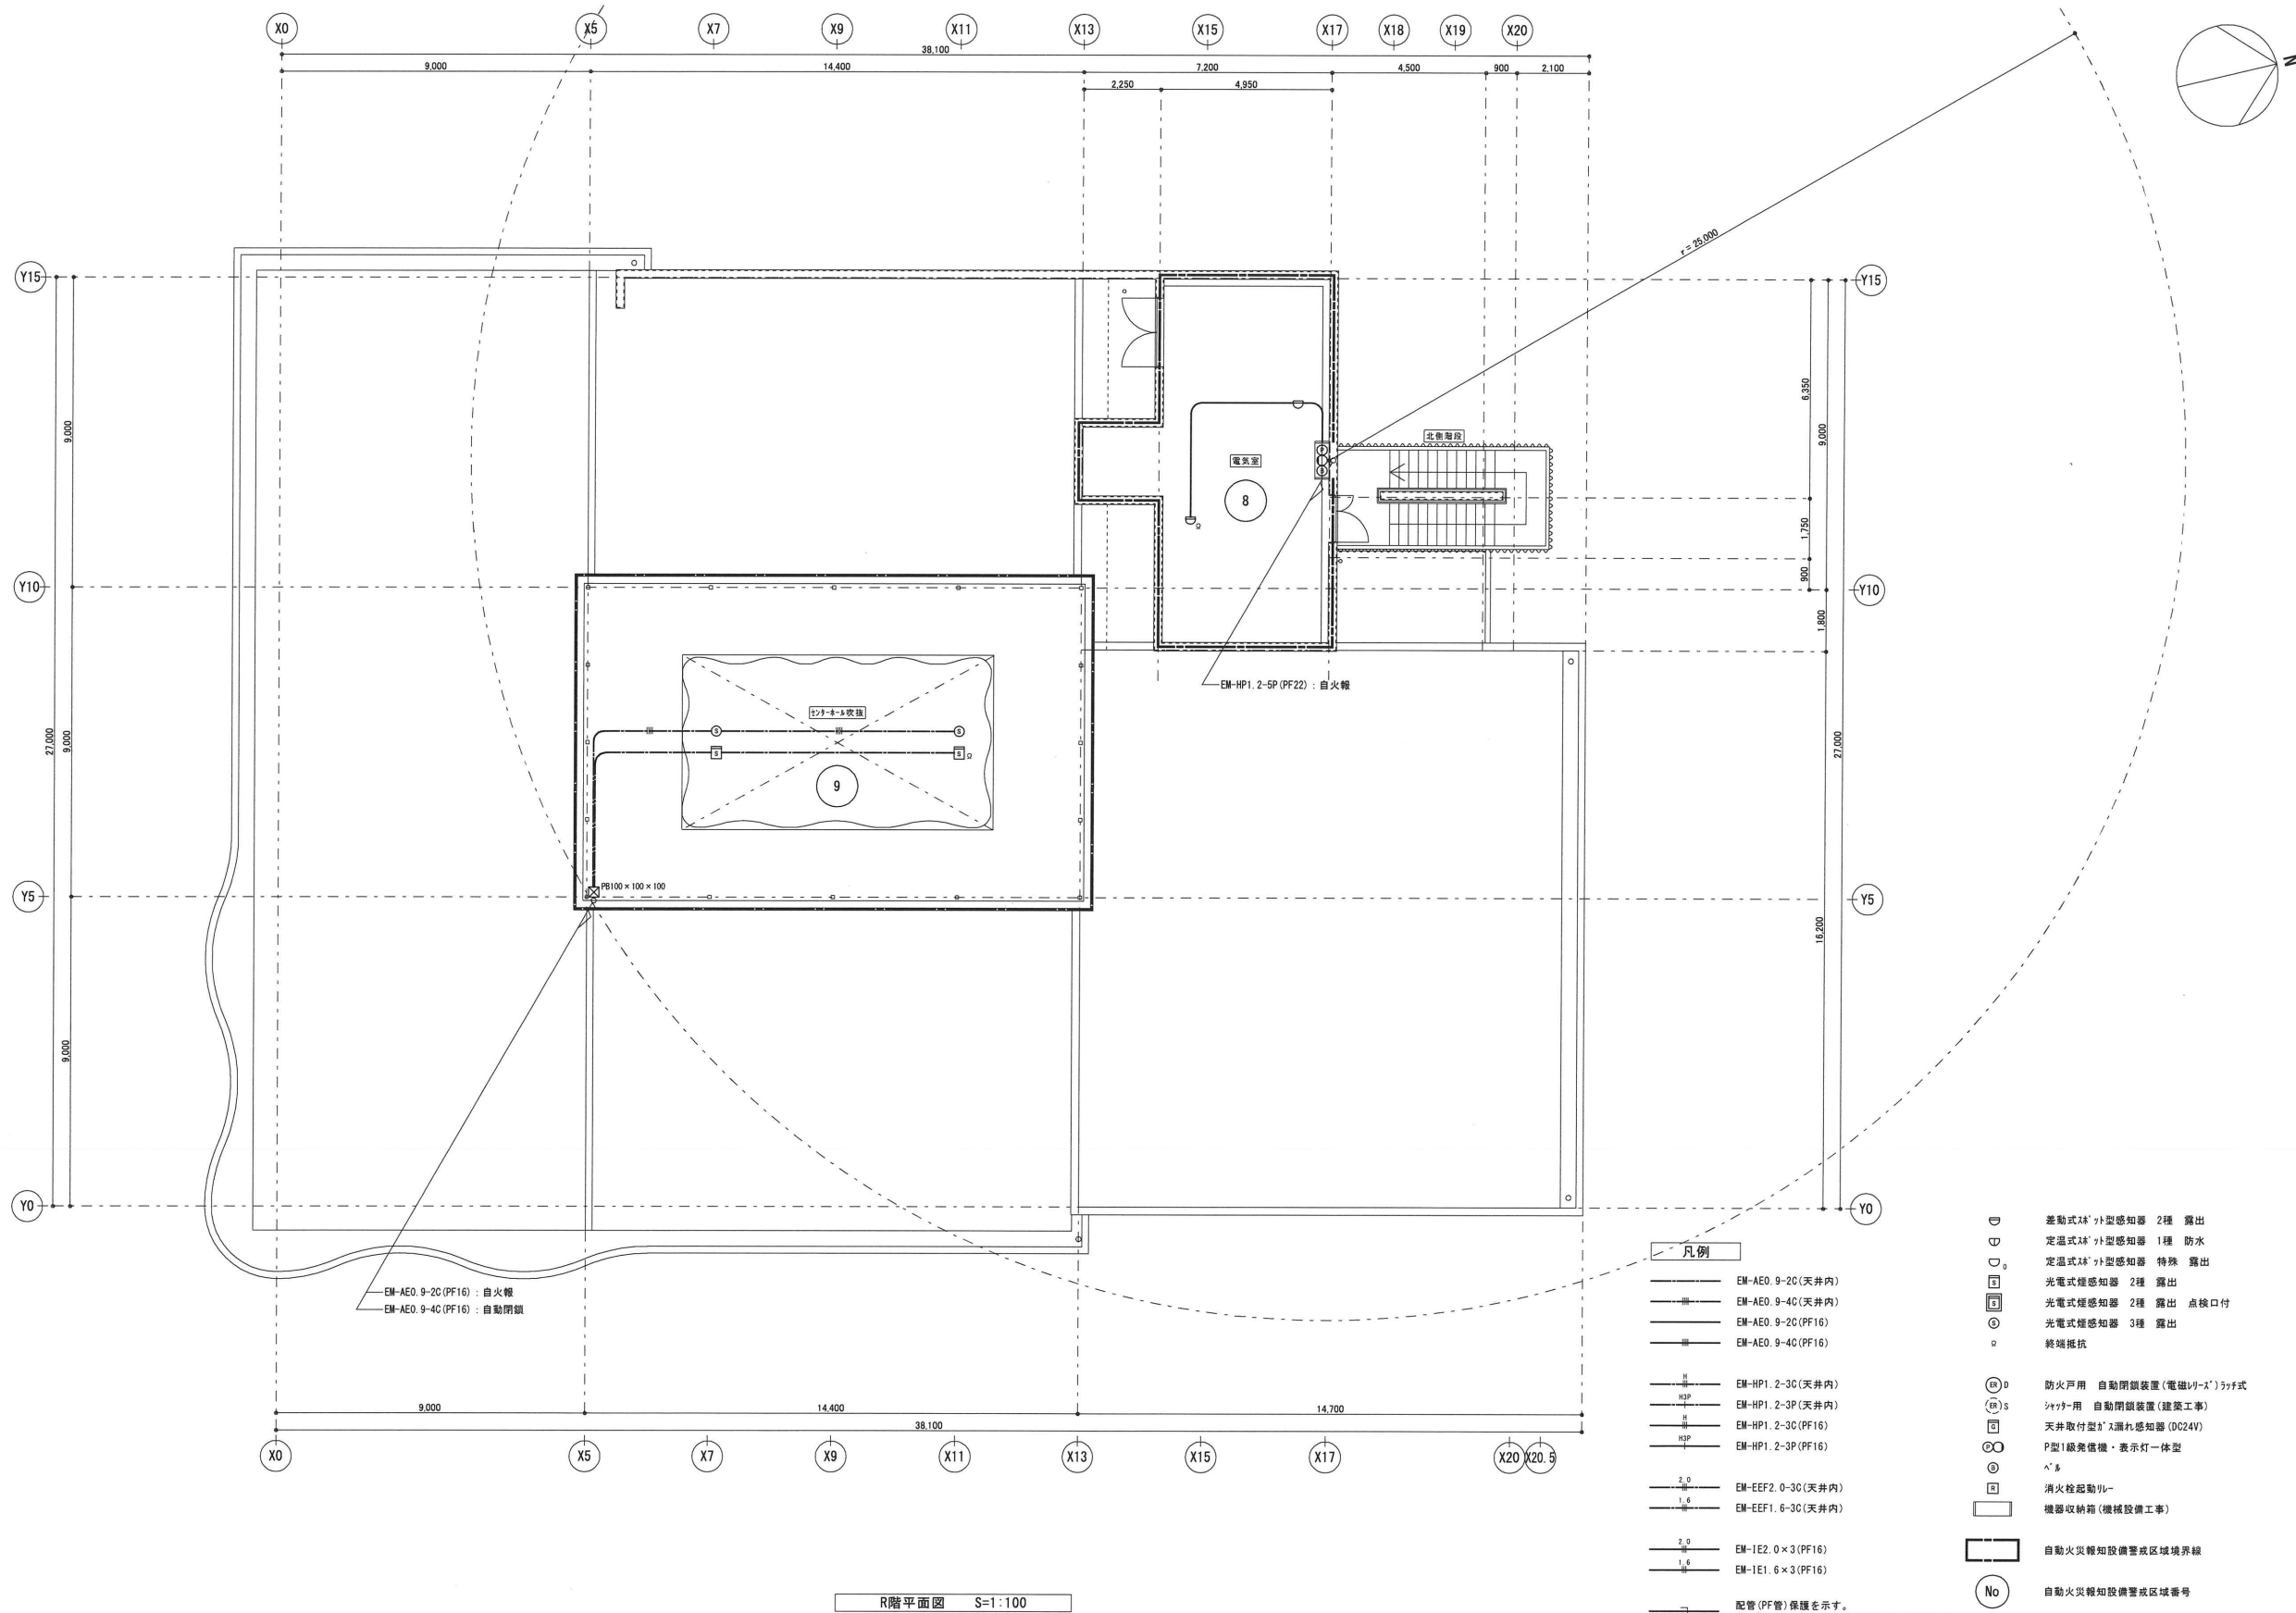 X0
X5
X7
X9
X11
X13
X15
X17
X18
X19
X20
38,100
9,000
14,400
7,200
4,500
900
2,100
2,250
4,950
N
r = 25,000
Y15
Y15
9,000
6,350
9,000
北側階段
電気室
8
1,750
900
Y10
Y10
1,800
EM-HP1.2-5P(PF22) : 自火報
センターホール吹抜
S
S
S
S
Ω
9
27,000
9,000
27,000
PB100×100×100
Y5
Y5
16,200
9,000
Y0
Y0
EM-AE0.9-2C(PF16) : 自火報
EM-AE0.9-4C(PF16) : 自動閉鎖
9,000
14,400
14,700
38,100
X0
X5
X7
X9
X11
X13
X15
X17
X20
X20.5
R階平面図 S=1:100
凡例
EM-AE0.9-2C(天井内)
EM-AE0.9-4C(天井内)
EM-AE0.9-2C(PF16)
EM-AE0.9-4C(PF16)
H EM-HP1.2-3C(天井内)
H3P EM-HP1.2-3P(天井内)
H EM-HP1.2-3C(PF16)
H3P EM-HP1.2-3P(PF16)
2.0 EM-EEF2.0-3C(天井内)
1.6 EM-EEF1.6-3C(天井内)
2.0 EM-IE2.0×3(PF16)
1.6 EM-IE1.6×3(PF16)
配管(PF管)保護を示す。
差動式スポット型感知器 2種 露出
定温式スポット型感知器 1種 防水
定温式スポット型感知器 特殊 露出
S 光電式煙感知器 2種 露出
S 光電式煙感知器 2種 露出 点検口付
S 光電式煙感知器 3種 露出
Ω 終端抵抗
ER D 防火戸用 自動閉鎖装置(電磁レリーズ)ラッチ式
ER S シャッター用 自動閉鎖装置(建築工事)
G 天井取付型ガス漏れ感知器(DC24V)
P P型1級発信機・表示灯一体型
B ベル
R 消火栓起動リレー
機器収納箱(機械設備工事)
自動火災報知設備警戒区域境界線
No 自動火災報知設備警戒区域番号